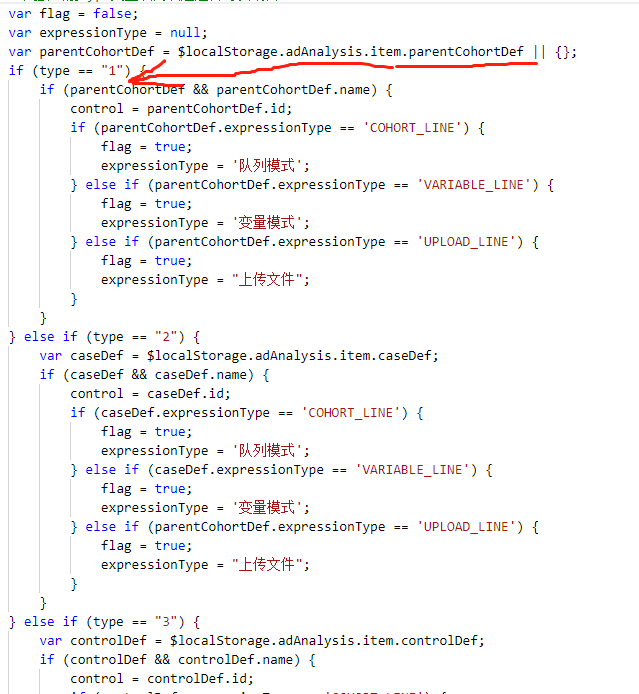 var flag = false;
var expressionType = null;
var parentCohortDef = $localStorage.adAnalysis.item.parentCohortDef || {};
if (type == "1") {
if (parentCohortDef && parentCohortDef.name) {
control = parentCohortDef.id;
if (parentCohortDef.expressionType == 'COHORT_LINE') {
flag = true;
expressionType = '队列模式';
} else if (parentCohortDef.expressionType == 'VARIABLE_LINE') {
flag = true;
expressionType = '变量模式';
} else if (parentCohortDef.expressionType == 'UPLOAD_LINE') {
flag = true;
expressionType = "上传文件";
}
}
} else if (type == "2") {
var caseDef = $localStorage.adAnalysis.item.caseDef;
if (caseDef && caseDef.name) {
control = caseDef.id;
if (caseDef.expressionType == 'COHORT_LINE') {
flag = true;
expressionType = '队列模式';
} else if (caseDef.expressionType == 'VARIABLE_LINE') {
flag = true;
expressionType = '变量模式';
} else if (parentCohortDef.expressionType == 'UPLOAD_LINE') {
flag = true;
expressionType = "上传文件";
}
}
} else if (type == "3") {
var controlDef = $localStorage.adAnalysis.item.controlDef;
if (controlDef && controlDef.name) {
control = controlDef.id;